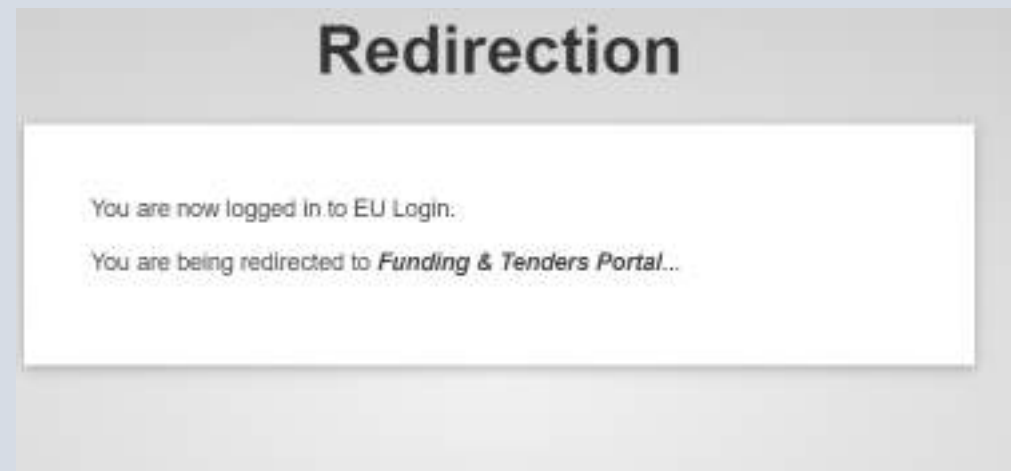 Redirection
You are now logged in to EU Login.
You are being redirected to Funding & Tenders Portal...